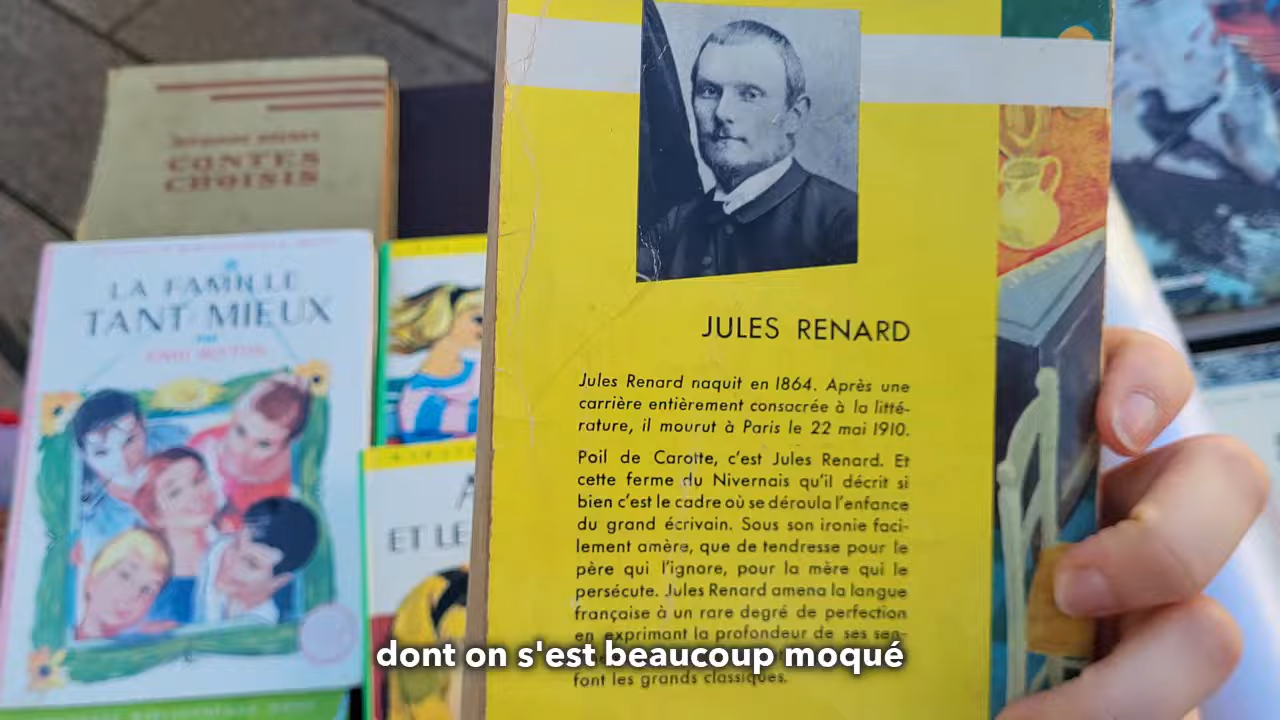 CONTES
CHOISIS
LA FAMILLE
TANT MIEUX
PAR
ENID BLYTON
ET LE
JULES RENARD
Jules Renard naquit en 1864. Après une
carrière entièrement consacrée à la litté-
rature, il mourut à Paris le 22 mai 1910.
Poil de Carotte, c'est Jules Renard. Et
cette ferme du Nivernais qu'il décrit si
bien c'est le cadre où se déroula l'enfance
du grand écrivain. Sous son ironie faci-
lement amère, que de tendresse pour le
père qui l'ignore, pour la mère qui le
persécute. Jules Renard amena la langue
française à un rare degré de perfection
en exprimant la profondeur de ses sen-
font les grands classiques.
dont on s'est beaucoup moqué